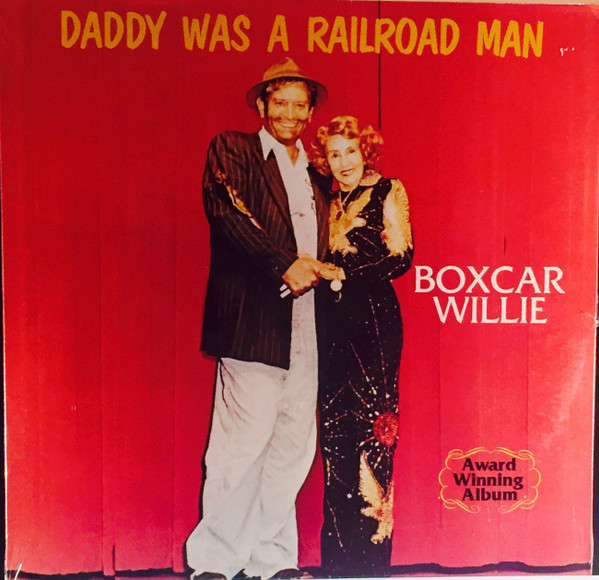 DADDY WAS A RAILROAD MAN
BOXCAR
WILLIE
Award
Winning
Album